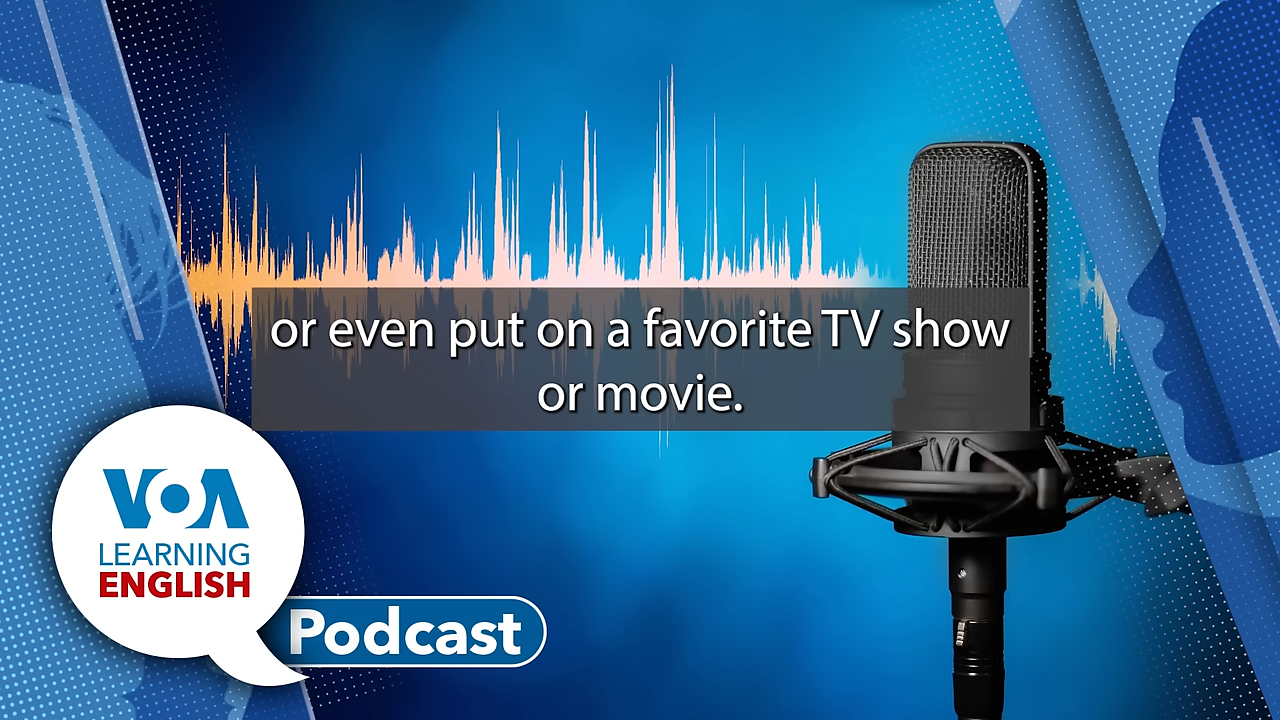 or even put on a favorite TV show
or movie.
VOA
LEARNING
ENGLISH
Podcast